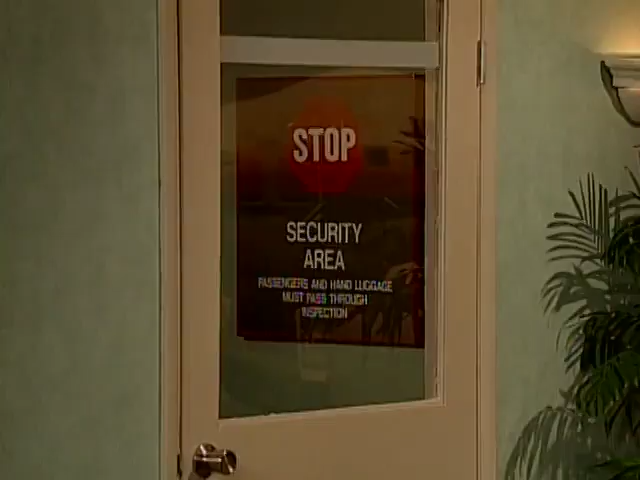 STOP
SECURITY
AREA
PASSENGERS AND HAND LUGGAGE
MUST PASS THROUGH
INSPECTION